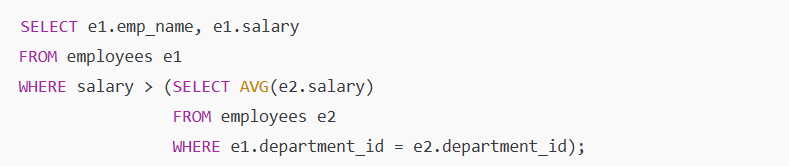 SELECT e1.emp_name, e1.salary
FROM employees e1
WHERE salary > (SELECT AVG(e2.salary)
FROM employees e2
WHERE e1.department_id = e2.department_id);